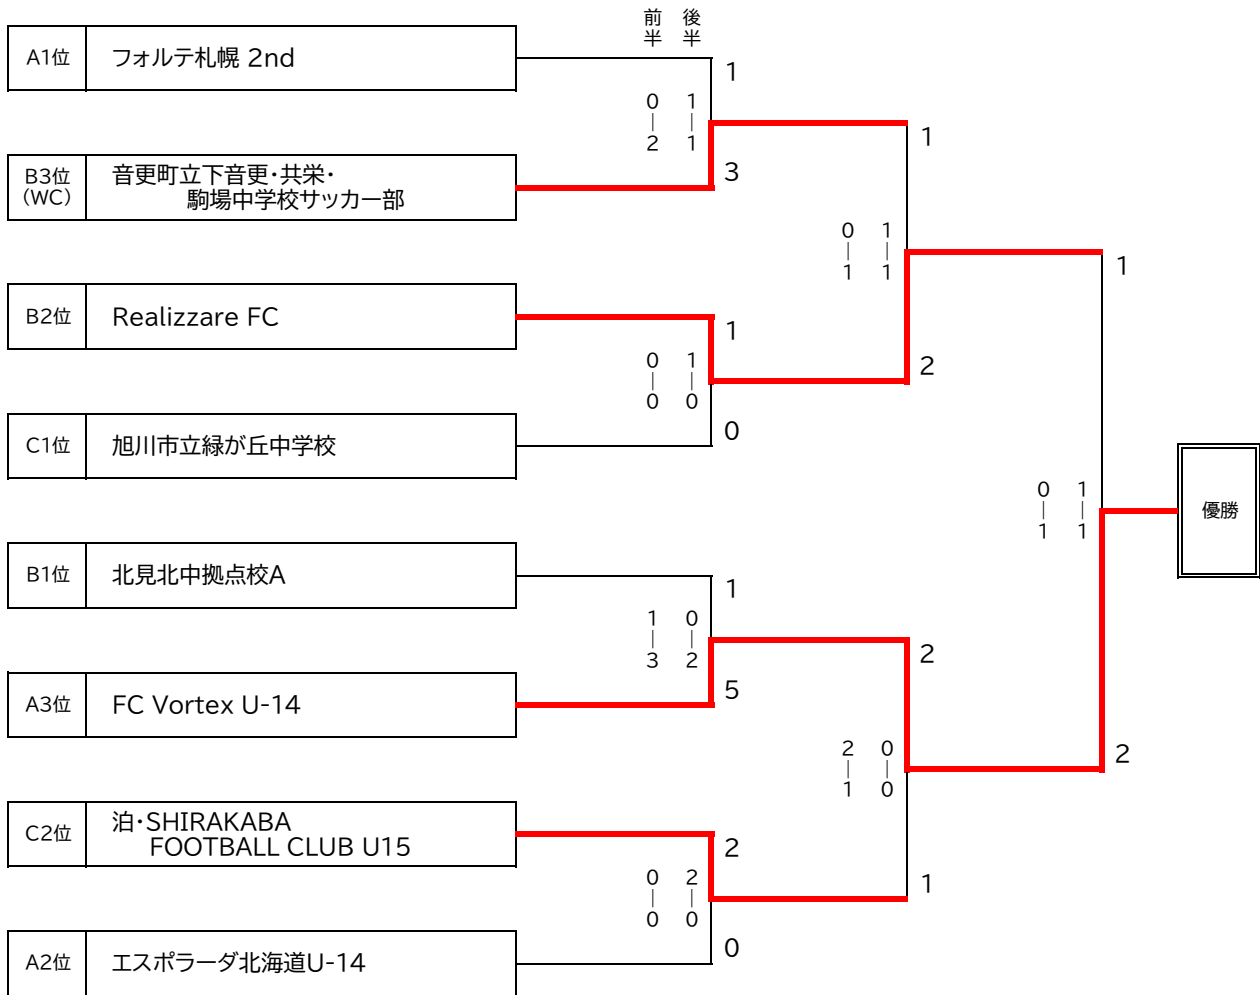 前半 後半
A1位 フォルテ札幌 2nd
1
0|2 1|1
1
B3位
(WC)
音更町立下音更・共栄・
駒場中学校サッカー部
3
0|1 1|1
1
B2位 Realizzare FC
1
0|0 1|0
2
C1位 旭川市立緑が丘中学校
0
0|1 1|1
優勝
B1位 北見北中拠点校A
1
1|3 0|2
2
A3位 FC Vortex U-14
5
2|1 0|0
2
C2位
泊・SHIRAKABA
FOOTBALL CLUB U15
2
0|0 2|0
1
A2位 エスポラーダ北海道U-14
0